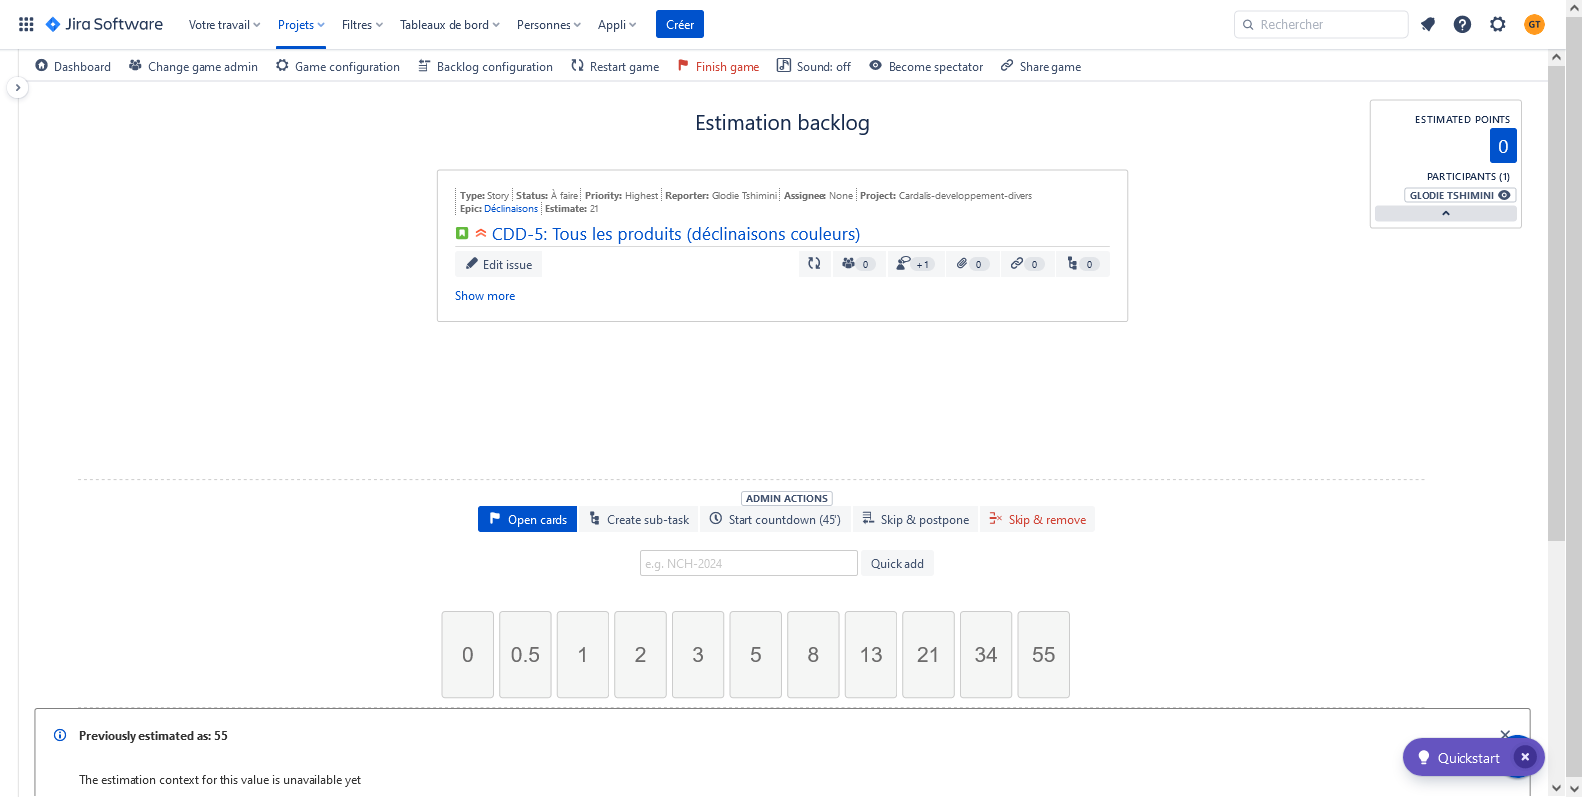 Jira Software Votre travail Projets Filtres Tableaux de bord Personnes Appli Créer Rechercher GT
Dashboard Change game admin Game configuration Backlog configuration Restart game Finish game Sound: off Become spectator Share game
Estimation backlog
ESTIMATED POINTS
0
PARTICIPANTS (1)
GLODIE TSHIMINI
Type: Story Status: À faire Priority: Highest Reporter: Glodie Tshimini Assignee: None Project: Cardalis-developpement-divers
Epic: Déclinaisons Estimate: 21
CDD-5: Tous les produits (déclinaisons couleurs)
Edit issue 0 +1 0 0 0
Show more
ADMIN ACTIONS
Open cards Create sub-task Start countdown (45') Skip & postpone Skip & remove
e.g. NCH-2024 Quick add
0 0.5 1 2 3 5 8 13 21 34 55
Previously estimated as: 55
Quickstart
The estimation context for this value is unavailable yet